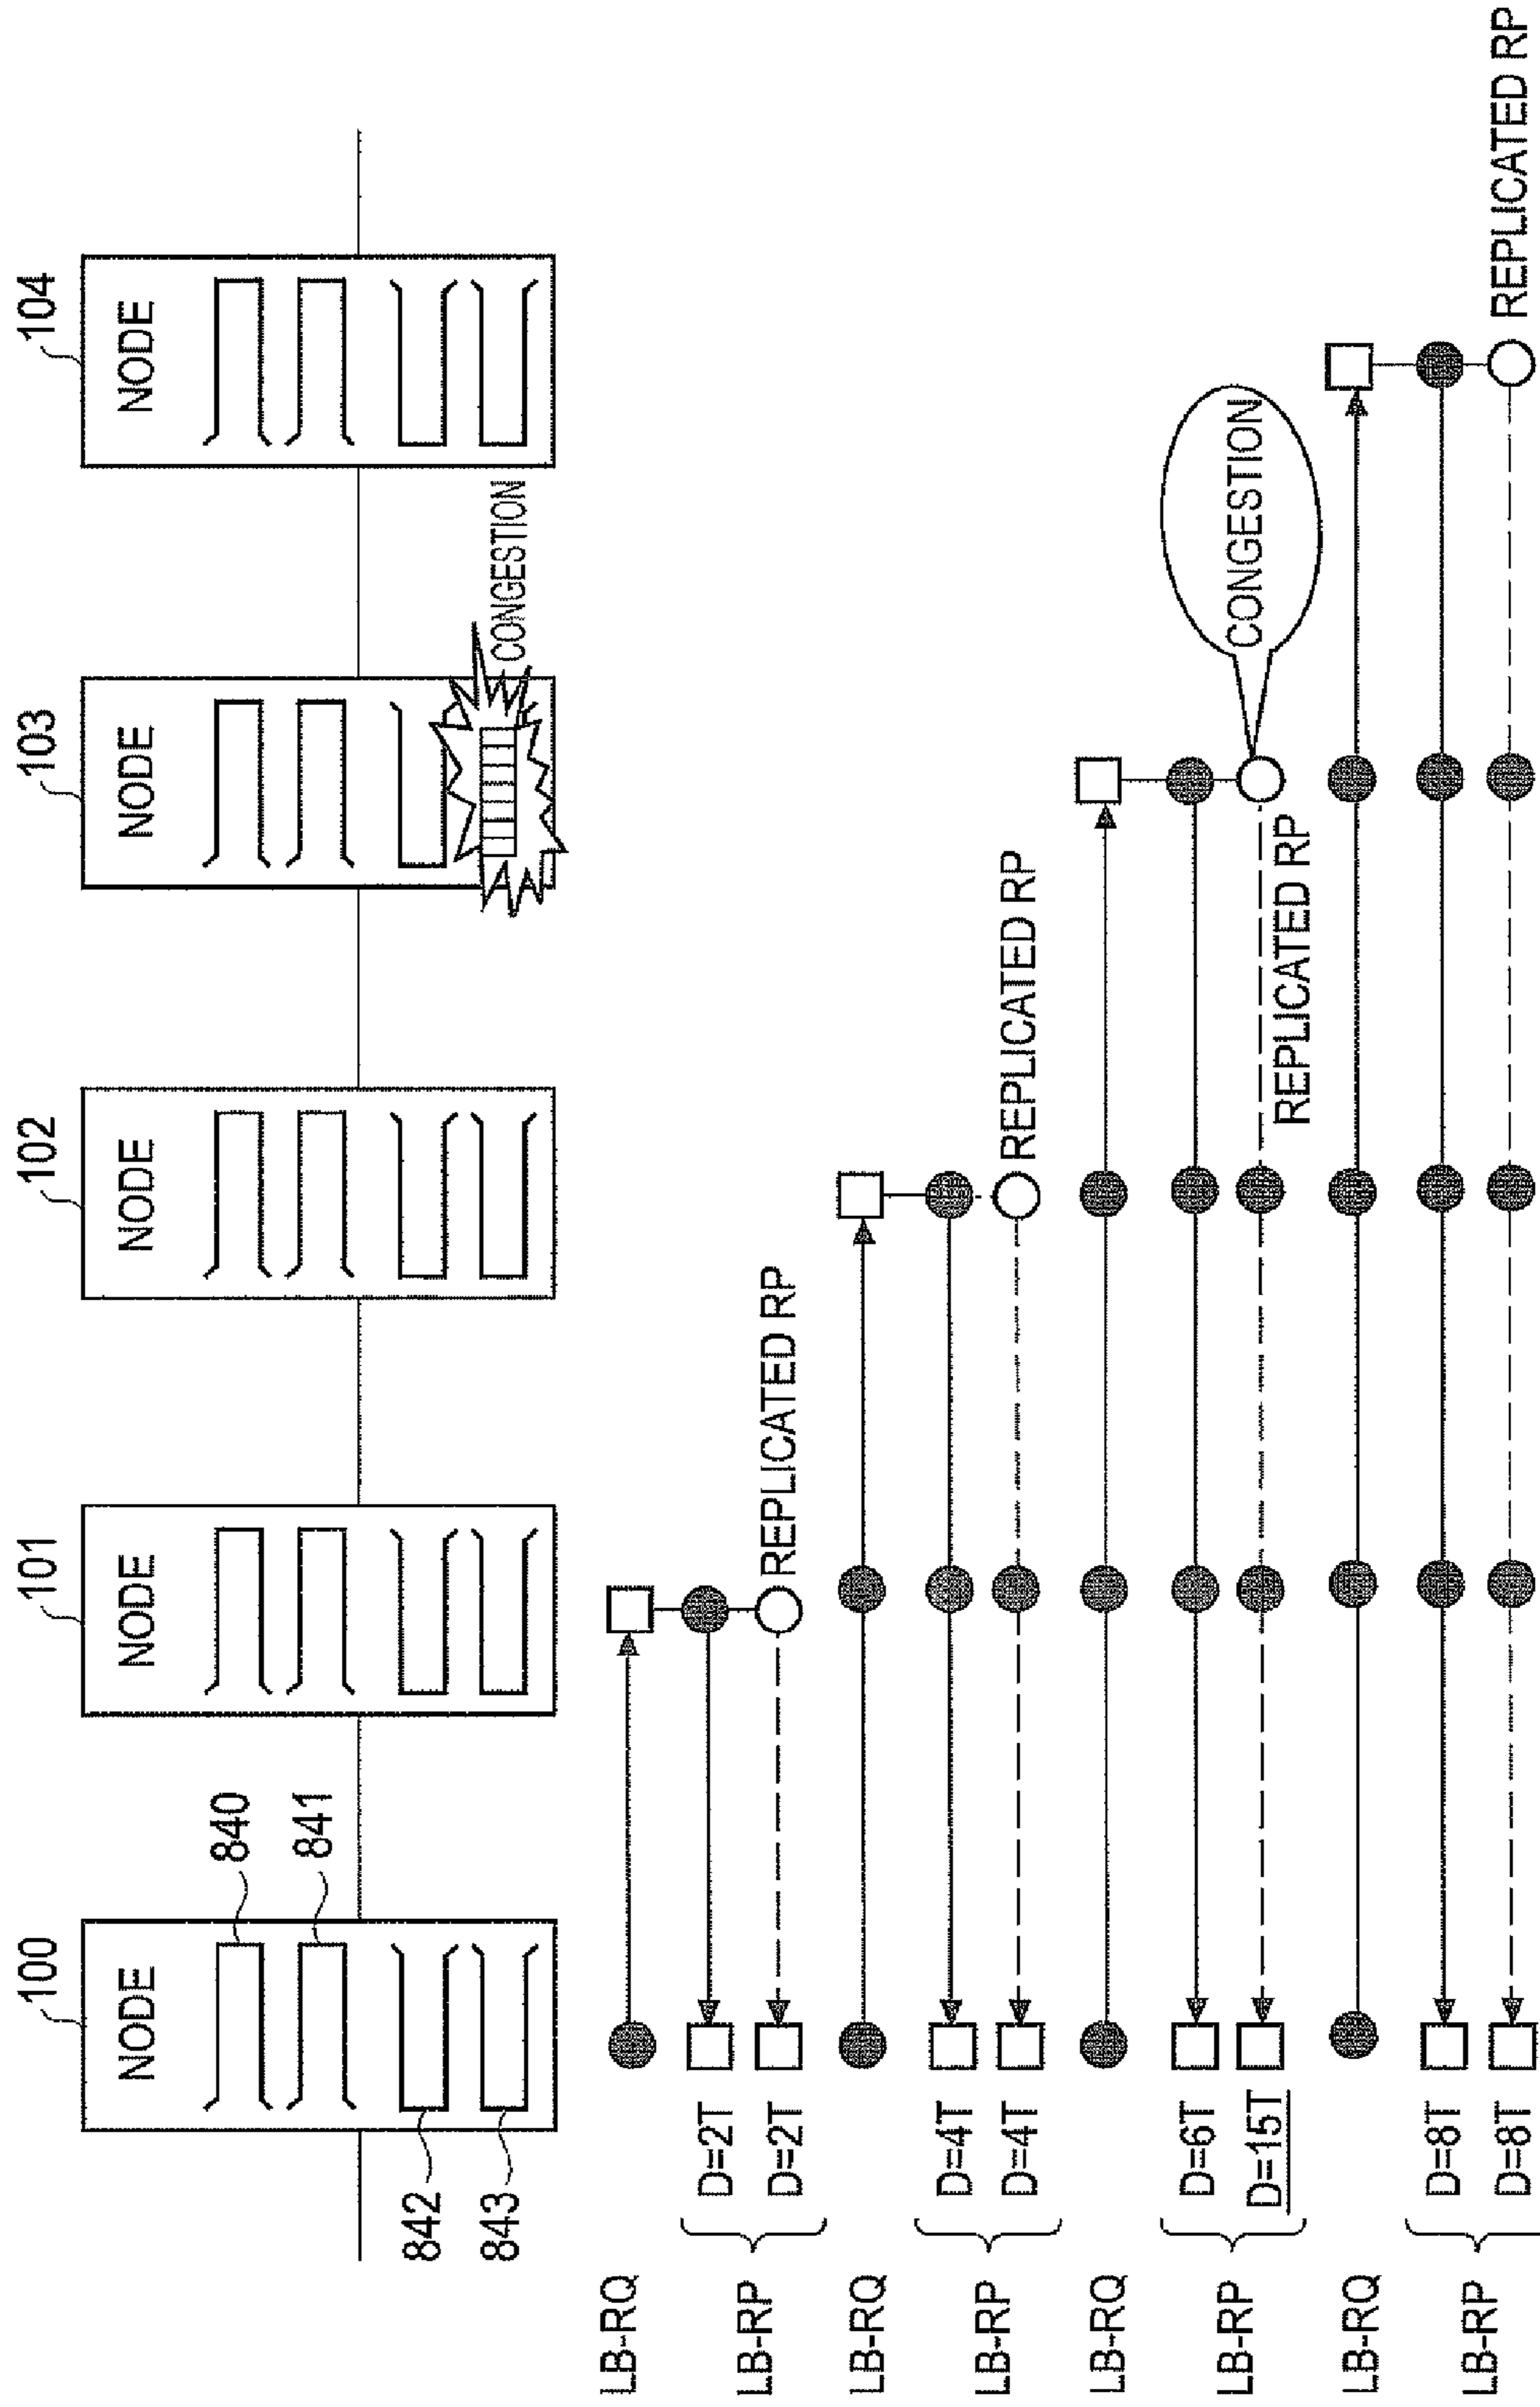 100
101
102
103
104
NODE
NODE
NODE
NODE
NODE
840
841
842
843
CONGESTION
LB-RQ
LB-RP
D=2T
D=2T
REPLICATED RP
LB-RQ
LB-RP
D=4T
D=4T
REPLICATED RP
LB-RQ
LB-RP
D=6T
D=15T
CONGESTION
REPLICATED RP
LB-RQ
LB-RP
D=8T
D=8T
REPLICATED RP